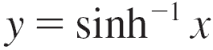 y = sinh⁻¹ x